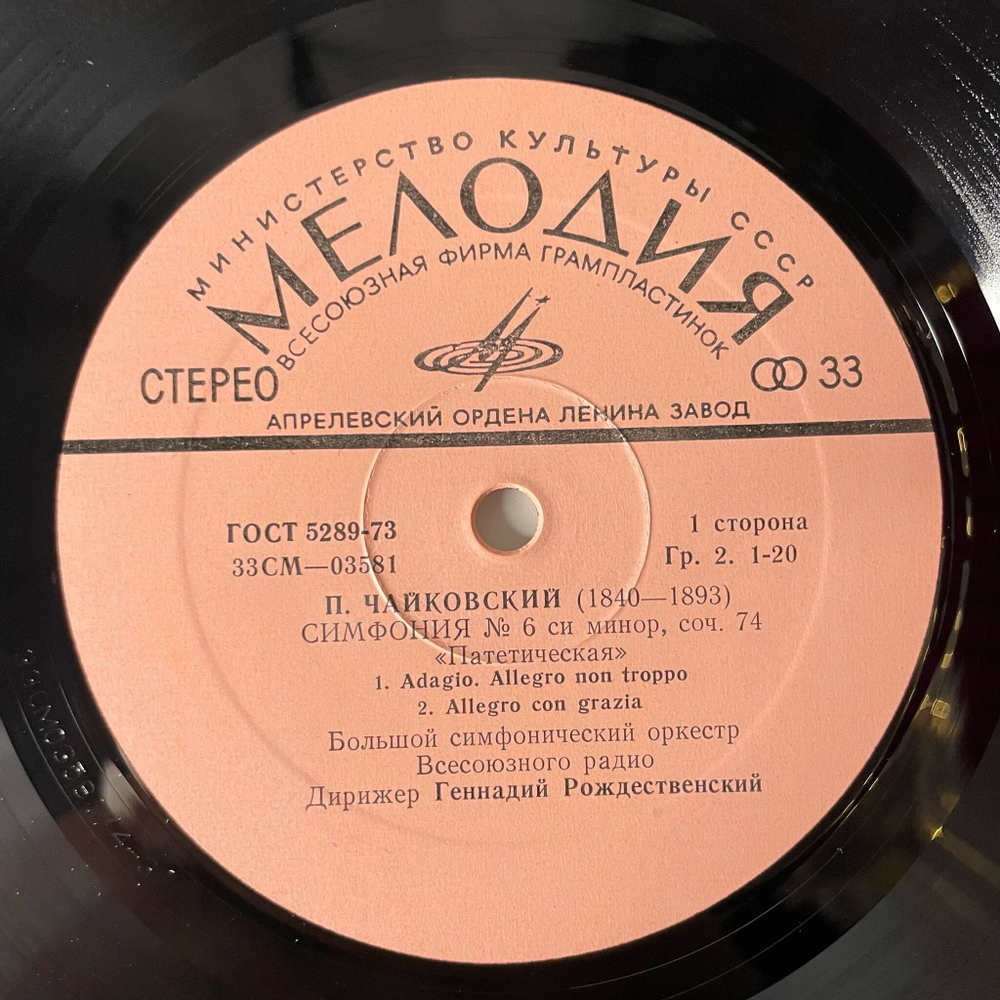 МИНИСТЕРСТВО КУЛЬТУРЫ СССР
МЕЛОДИЯ
ВСЕСОЮЗНАЯ ФИРМА ГРАМПЛАСТИНОК
СТЕРЕО
33
АПРЕЛЕВСКИЙ ОРДЕНА ЛЕНИНА ЗАВОД
ГОСТ 5289-73
1 сторона
33СМ—03581
Гр. 2. 1-20
П. ЧАЙКОВСКИЙ (1840—1893)
СИМФОНИЯ № 6 си минор, соч. 74
«Патетическая»
1. Adagio. Allegro non troppo
2. Allegro con grazia
Большой симфонический оркестр
Всесоюзного радио
Дирижер Геннадий Рождественский